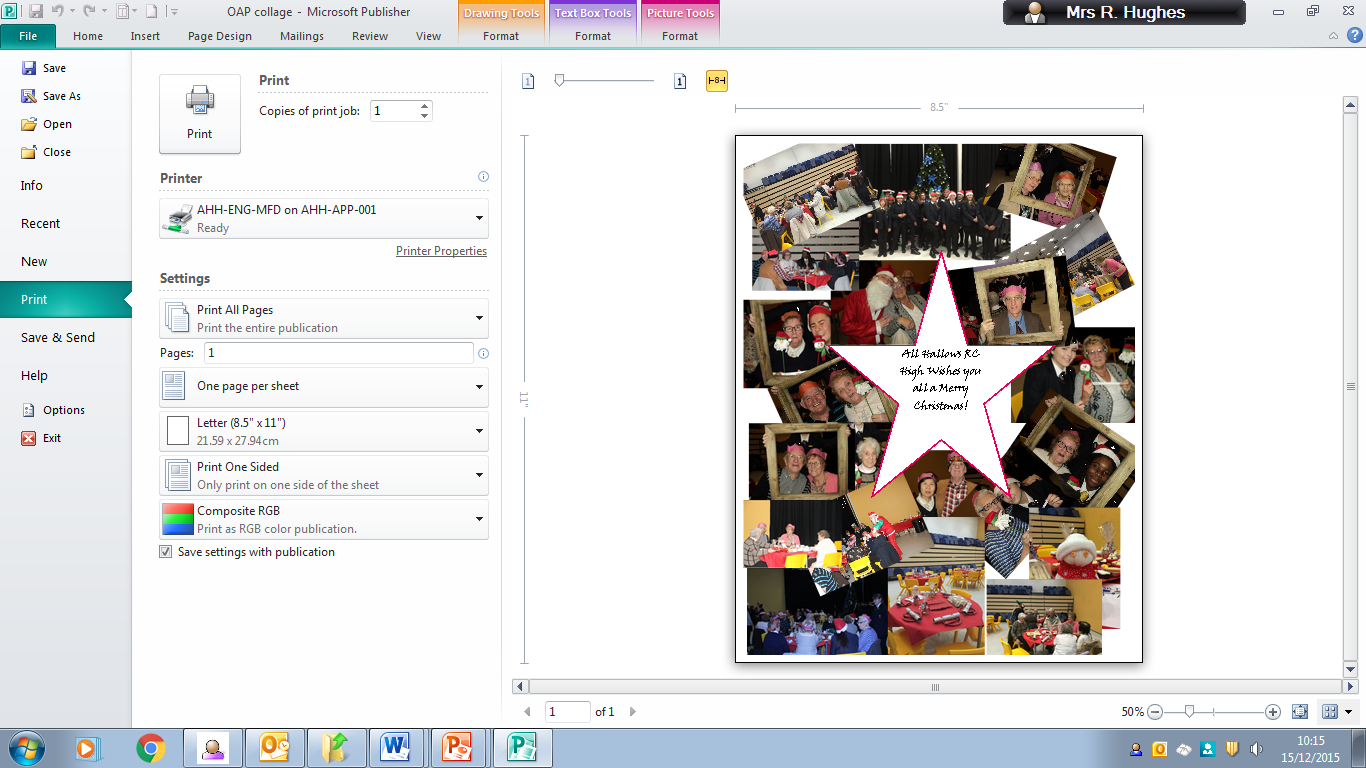 OAP collage - Microsoft Publisher
Drawing Tools
Text Box Tools
Picture Tools
Mrs R. Hughes
File
Home
Insert
Page Design
Mailings
Review
View
Format
Format
Format
Save
Save As
Open
Close
Info
Recent
New
Print
Save & Send
Help
Options
Exit
Print
Print
Copies of print job: 1
Printer
AHH-ENG-MFD on AHH-APP-001
Ready
Printer Properties
Settings
Print All Pages
Print the entire publication
Pages: 1
One page per sheet
Letter (8.5" x 11")
21.59 x 27.94cm
Print One Sided
Only print on one side of the sheet
Composite RGB
Print as RGB color publication.
Save settings with publication
1
1
8
8.5"
11"
All Hallows RC
High Wishes you
all a Merry
Christmas!
1 of 1
50%
10:15
15/12/2015